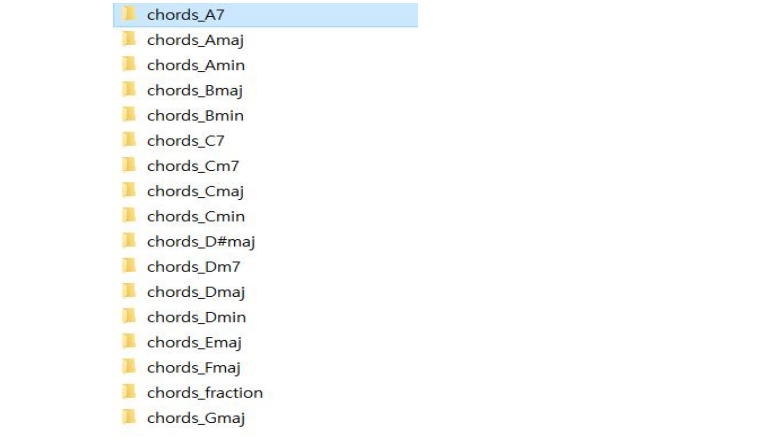 chords_A7
chords_Amaj
chords_Amin
chords_Bmaj
chords_Bmin
chords_C7
chords_Cm7
chords_Cmaj
chords_Cmin
chords_D#maj
chords_Dm7
chords_Dmaj
chords_Dmin
chords_Emaj
chords_Fmaj
chords_fraction
chords_Gmaj